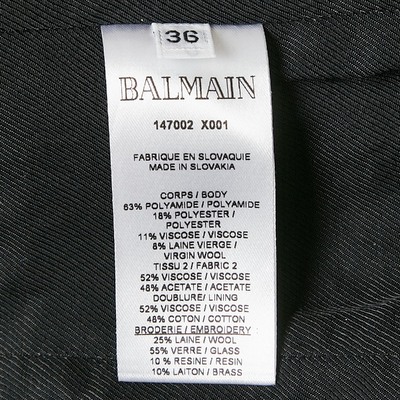 36
BALMAIN
147002 X001
FABRIQUE EN SLOVAQUIE
MADE IN SLOVAKIA
CORPS / BODY
63% POLYAMIDE / POLYAMIDE
18% POLYESTER /
POLYESTER
11% VISCOSE / VISCOSE
8% LAINE VIERGE /
VIRGIN WOOL
TISSU 2 / FABRIC 2
52% VISCOSE / VISCOSE
48% ACETATE / ACETATE
DOUBLURE/ LINING
52% VISCOSE / VISCOSE
48% COTON / COTTON
BRODERIE / EMBROIDERY :
25% LAINE / WOOL
55% VERRE / GLASS
10 % RESINE / RESIN
10% LAITON / BRASS